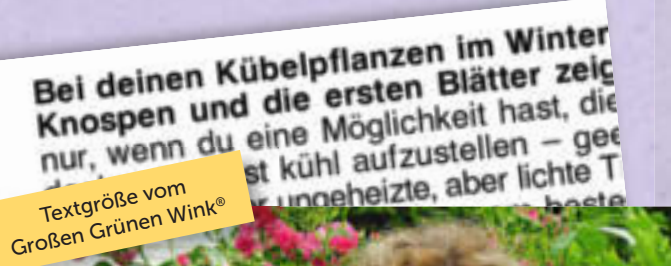 Bei deinen Kübelpflanzen im Winter
Knospen und die ersten Blätter zeig
nur, wenn du eine Möglichkeit hast, die
st kühl aufzustellen – gee
ungeheizte, aber lichte T
beste
Textgröße vom
Großen Grünen Wink®